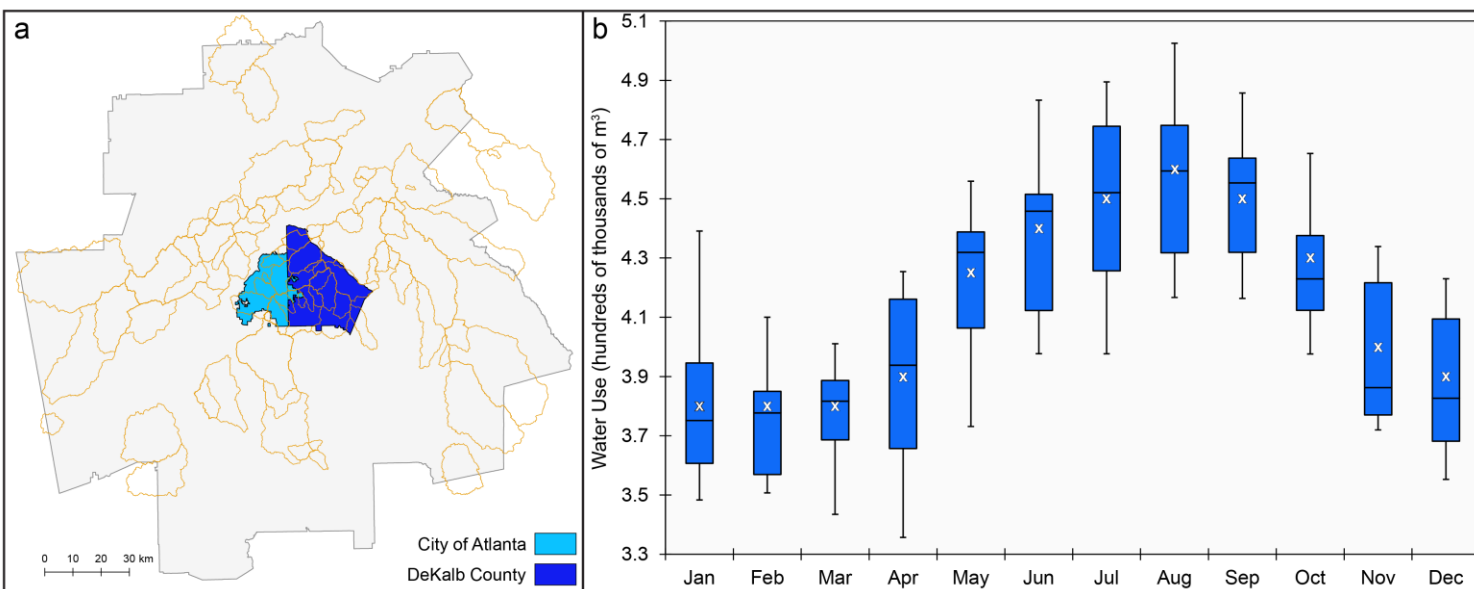 a
City of Atlanta
DeKalb County
0 10 20 30 km
b
Water Use (hundreds of thousands of m³)
5.1
4.9
4.7
4.5
4.3
4.1
3.9
3.7
3.5
3.3
Jan Feb Mar Apr May Jun Jul Aug Sep Oct Nov Dec
x x x x x x x x x x x x